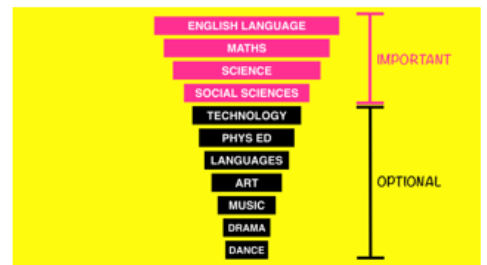 ENGLISH LANGUAGE
MATHS
SCIENCE
SOCIAL SCIENCES
IMPORTANT
TECHNOLOGY
PHYS ED
LANGUAGES
ART
MUSIC
DRAMA
DANCE
OPTIONAL